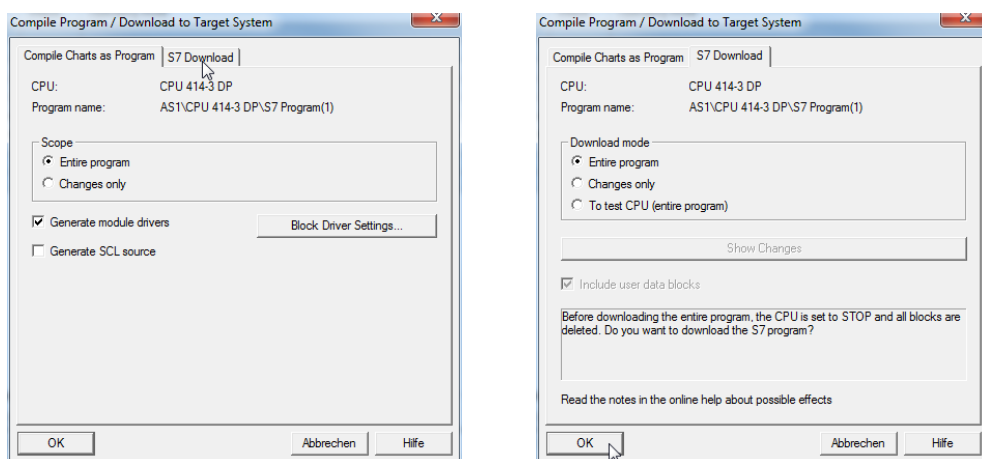 Compile Program / Download to Target System
Compile Charts as Program
S7 Download
CPU: CPU 414-3 DP
Program name: AS1\CPU 414-3 DP\S7 Program(1)
Scope
Entire program
Changes only
Generate module drivers
Block Driver Settings...
Generate SCL source
OK
Abbrechen
Hilfe
Compile Program / Download to Target System
Compile Charts as Program
S7 Download
CPU: CPU 414-3 DP
Program name: AS1\CPU 414-3 DP\S7 Program(1)
Download mode
Entire program
Changes only
To test CPU (entire program)
Show Changes
Include user data blocks
Before downloading the entire program, the CPU is set to STOP and all blocks are
deleted. Do you want to download the S7 program?
Read the notes in the online help about possible effects
OK
Abbrechen
Hilfe